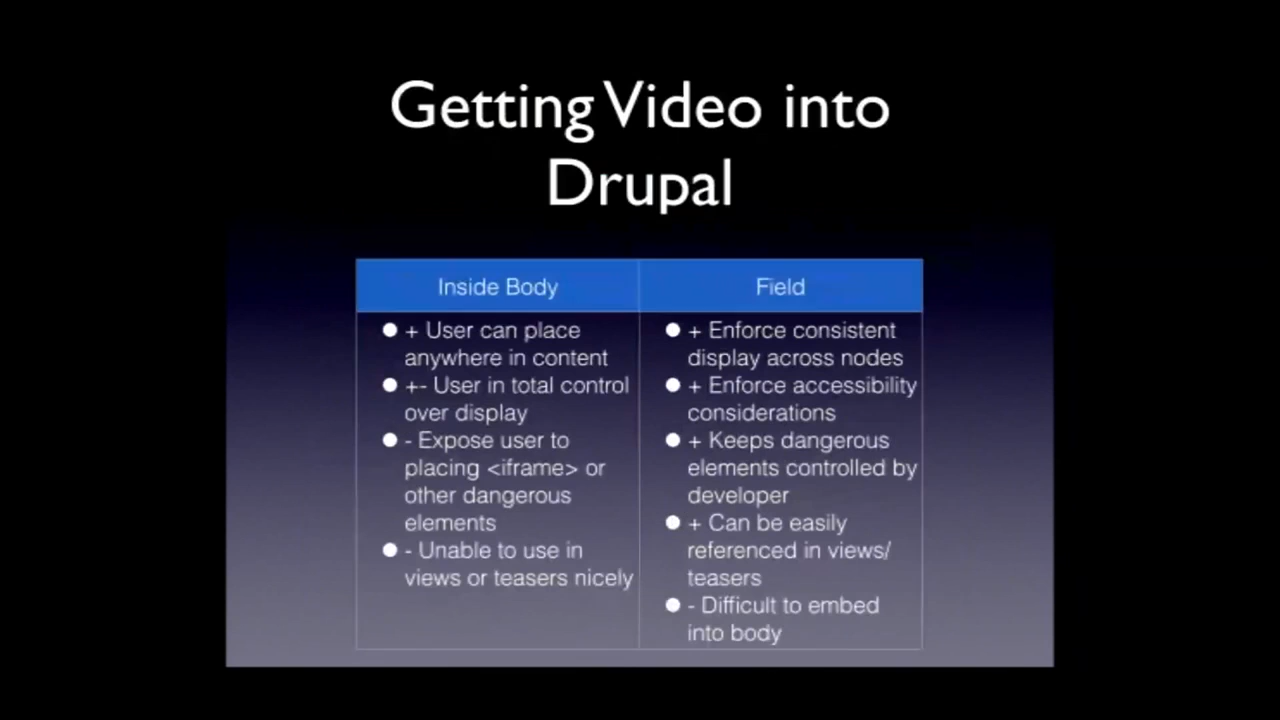 Getting Video into
Drupal
Inside Body
● + User can place
anywhere in content
● +- User in total control
over display
● - Expose user to
placing <iframe> or
other dangerous
elements
● - Unable to use in
views or teasers nicely
Field
● + Enforce consistent
display across nodes
● + Enforce accessibility
considerations
● + Keeps dangerous
elements controlled by
developer
● + Can be easily
referenced in views/
teasers
● - Difficult to embed
into body